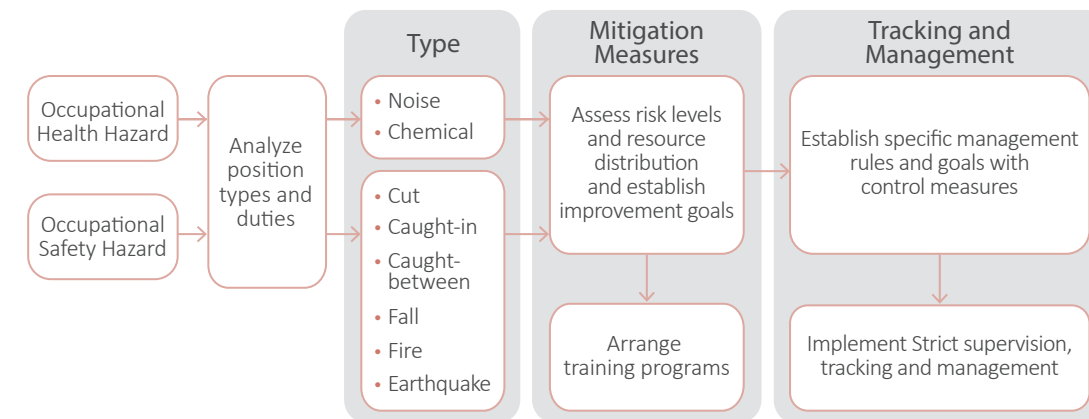 Occupational
Health Hazard
Occupational
Safety Hazard
Analyze
position
types and
duties
Type
• Noise
• Chemical
• Cut
• Caught-in
• Caught-
between
• Fall
• Fire
• Earthquake
Mitigation
Measures
Assess risk levels
and resource
distribution
and establish
improvement goals
Arrange
training programs
Tracking and
Management
Establish specific management
rules and goals with
control measures
Implement Strict supervision,
tracking and management